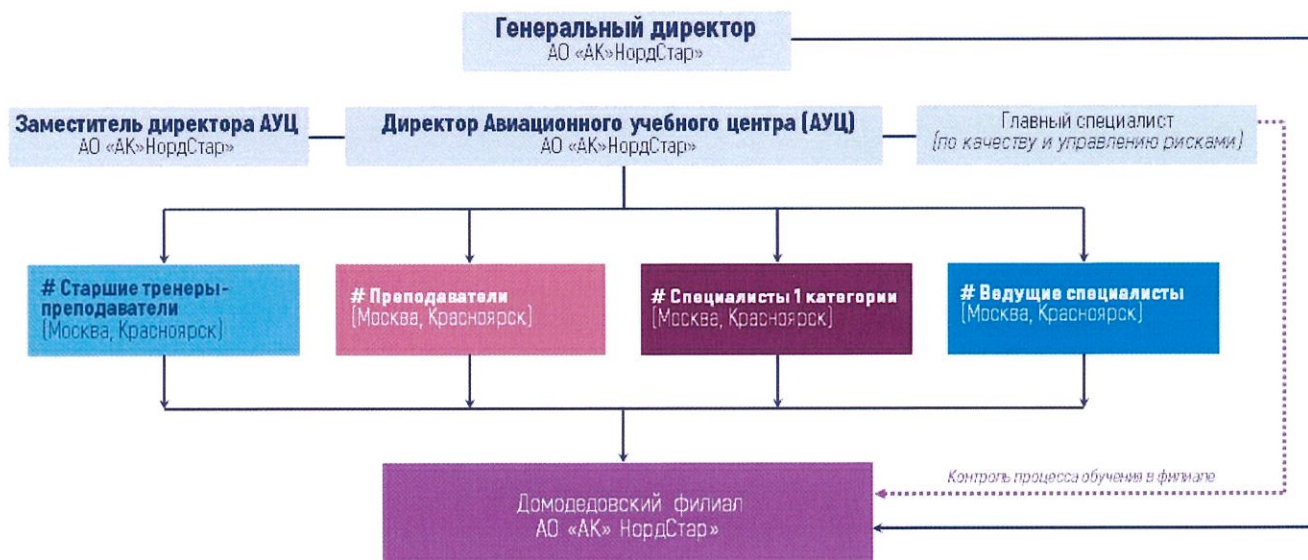 Генеральный директор
АО «АК»НордСтар»
Заместитель директора АУЦ
АО «АК»НордСтар»
Директор Авиационного учебного центра (АУЦ)
АО «АК»НордСтар»
Главный специалист
(по качеству и управлению рисками)
# Старшие тренеры-
преподаватели
(Москва, Красноярск)
# Преподаватели
(Москва, Красноярск)
# Специалисты 1 категории
(Москва, Красноярск)
# Ведущие специалисты
(Москва, Красноярск)
Контроль процесса обучения в филиале
Домодедовский филиал
АО «АК» НордСтар»